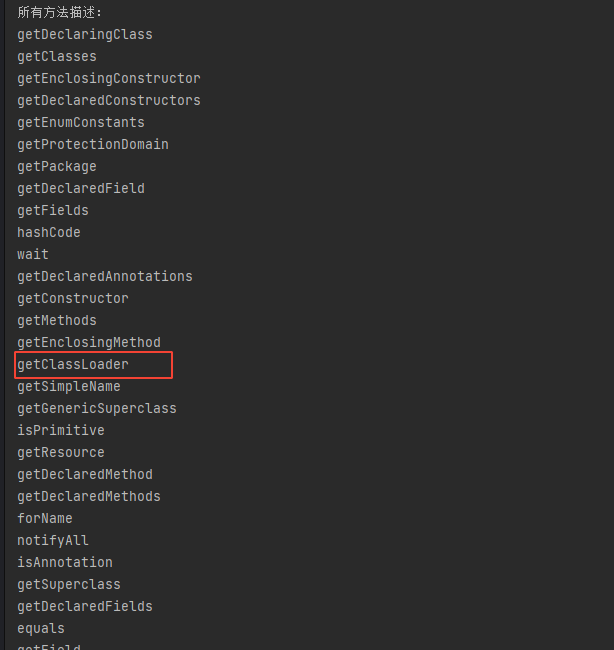 所有方法描述:
getDeclaringClass
getClasses
getEnclosingConstructor
getDeclaredConstructors
getEnumConstants
getProtectionDomain
getPackage
getDeclaredField
getFields
hashCode
wait
getDeclaredAnnotations
getConstructor
getMethods
getEnclosingMethod
getClassLoader
getSimpleName
getGenericSuperclass
isPrimitive
getResource
getDeclaredMethod
getDeclaredMethods
forName
notifyAll
isAnnotation
getSuperclass
getDeclaredFields
equals
getField